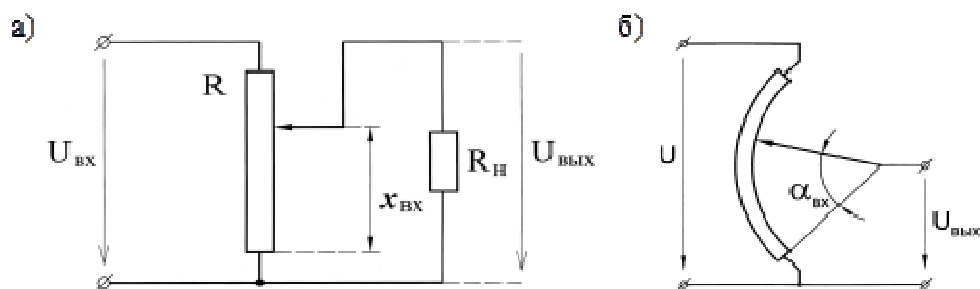 а)
R
U вх
x вх
R н
U вых
б)
U
α вх
U вых